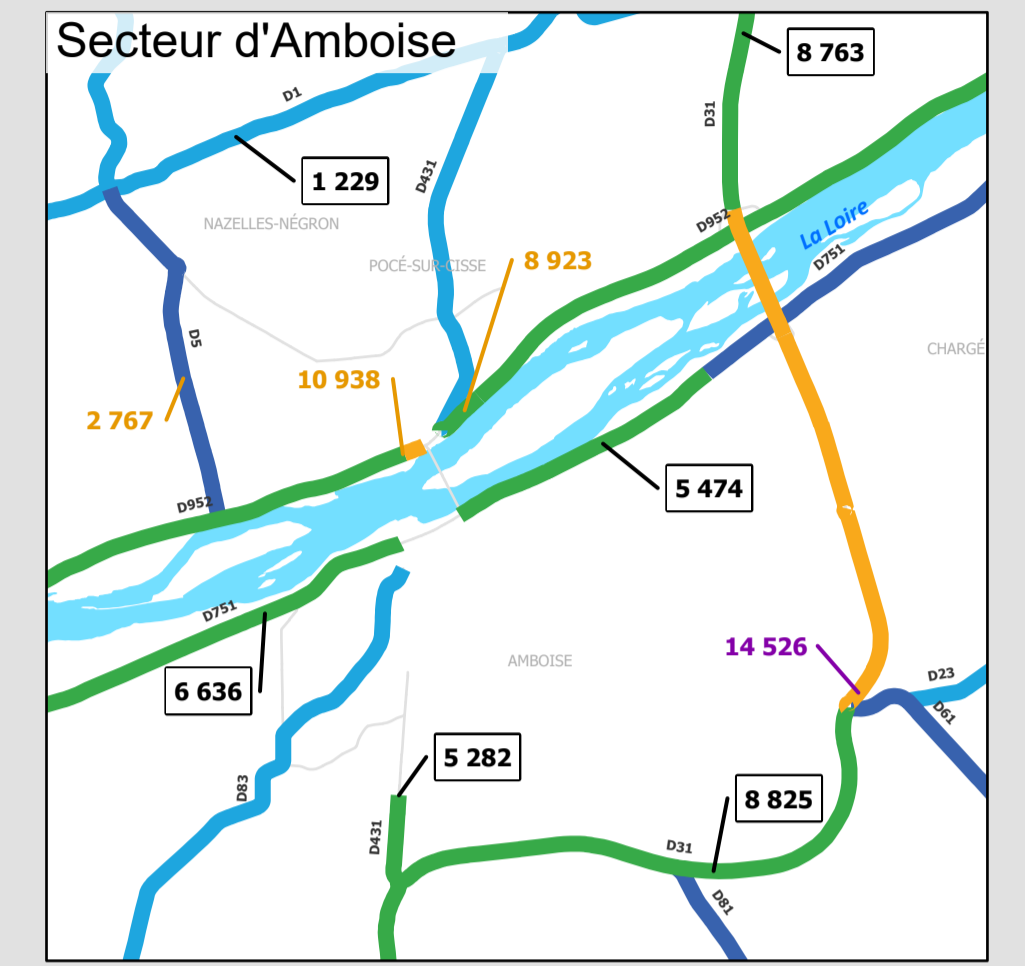 Secteur d'Amboise
8 763
D1
D31
1 229
D431
NAZELLES-NÉGRON
D952
La Loire
POCÉ-SUR-CISSE
8 923
D751
D5
CHARGÉ
10 938
2 767
5 474
D952
D751
14 526
AMBOISE
D23
6 636
D61
5 282
D83
8 825
D431
D31
D81